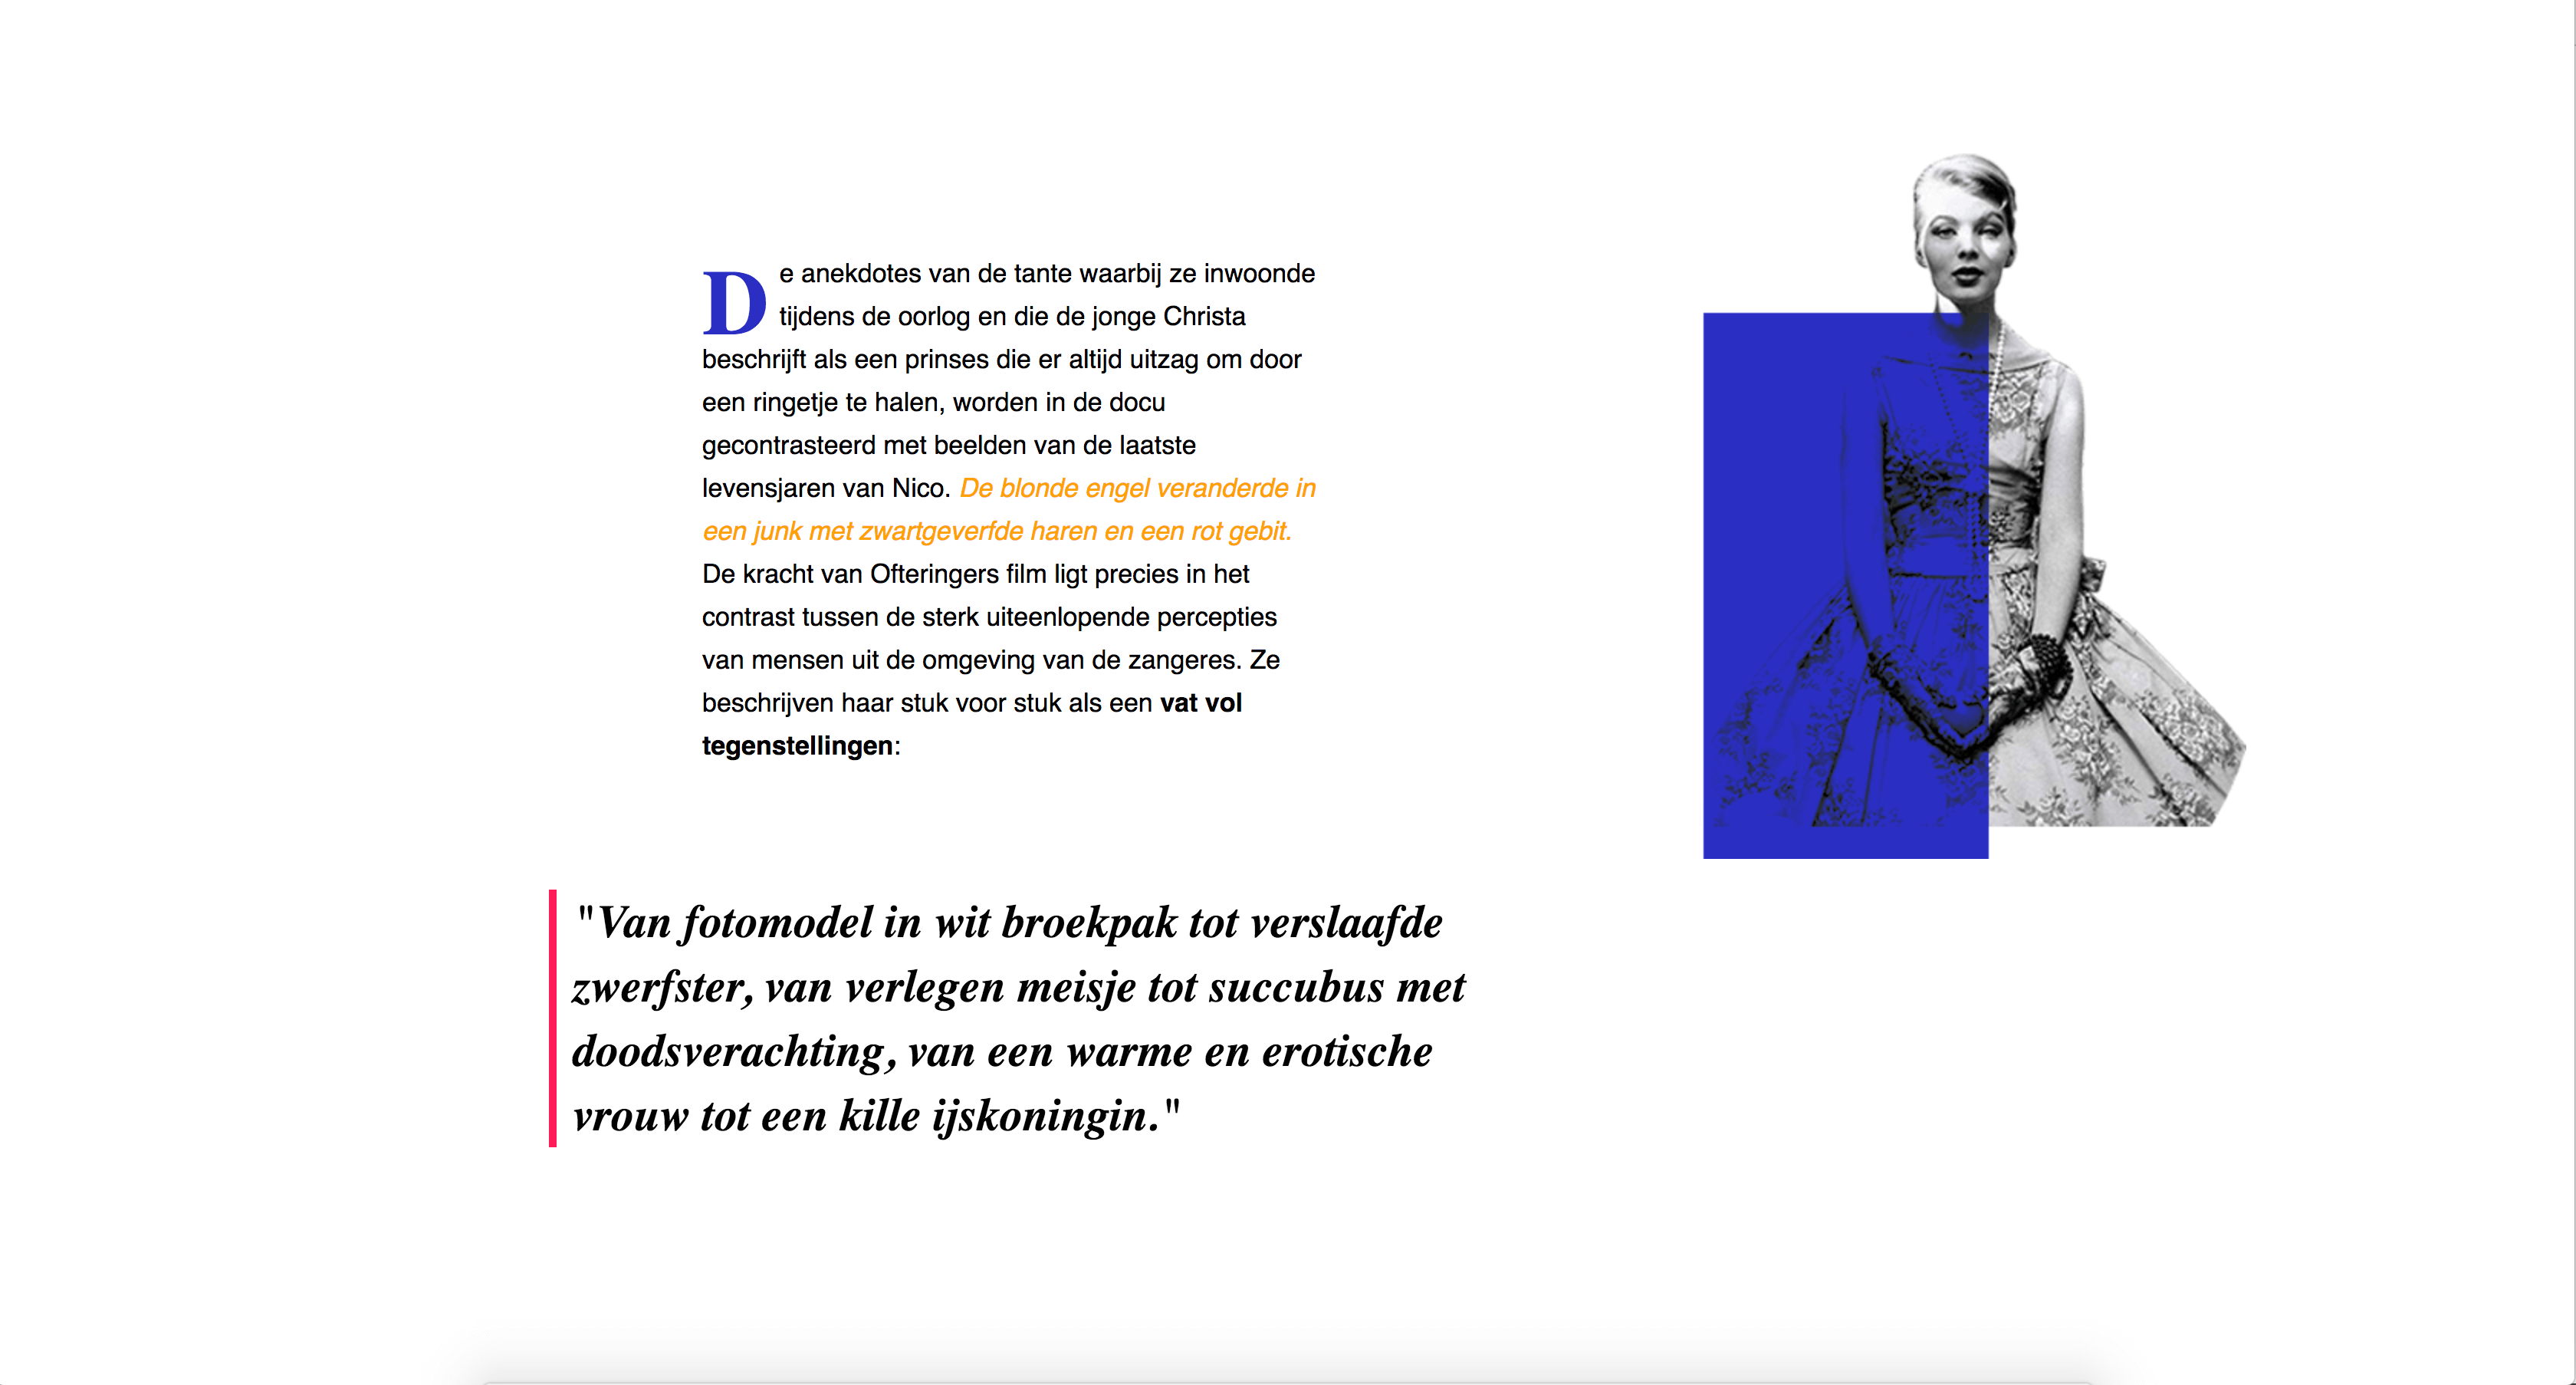 De anekdotes van de tante waarbij ze inwoonde
tijdens de oorlog en die de jonge Christa
beschrijft als een prinses die er altijd uitzag om door
een ringetje te halen, worden in de docu
gecontrasteerd met beelden van de laatste
levensjaren van Nico. De blonde engel veranderde in
een junk met zwartgeverfde haren en een rot gebit.
De kracht van Ofteringers film ligt precies in het
contrast tussen de sterk uiteenlopende percepties
van mensen uit de omgeving van de zangeres. Ze
beschrijven haar stuk voor stuk als een vat vol
tegenstellingen:
"Van fotomodel in wit broekpak tot verslaafde
zwerfster, van verlegen meisje tot succubus met
doodsverachting, van een warme en erotische
vrouw tot een kille ijskoningin."